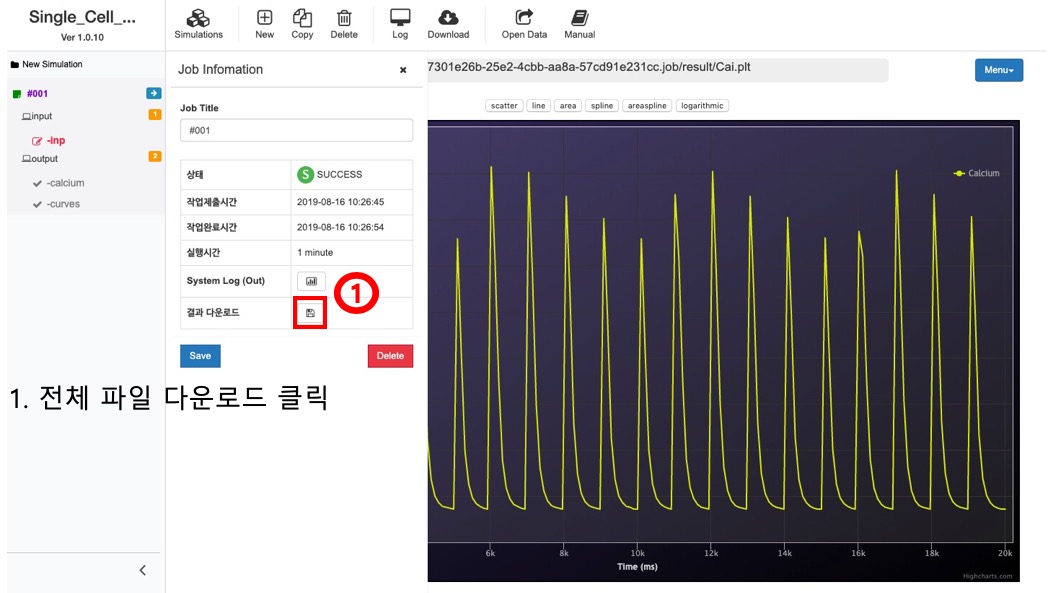 Single_Cell_...
Ver 1.0.10
Simulations
New
Copy
Delete
Log
Download
Open Data
Manual
New Simulation
#001
input
1
-inp
output
2
-calcium
-curves
Job Infomation
×
Job Title
#001
상태
S SUCCESS
작업제출시간
2019-08-16 10:26:45
작업완료시간
2019-08-16 10:26:54
실행시간
1 minute
System Log (Out)
결과 다운로드
1
Save
Delete
1. 전체 파일 다운로드 클릭
7301e26b-25e2-4cbb-aa8a-57cd91e231cc.job/result/Cai.plt
Menu
scatter
line
area
spline
areaspline
logarithmic
Calcium
6k
8k
10k
12k
14k
16k
18k
20k
Time (ms)
Highcharts.com